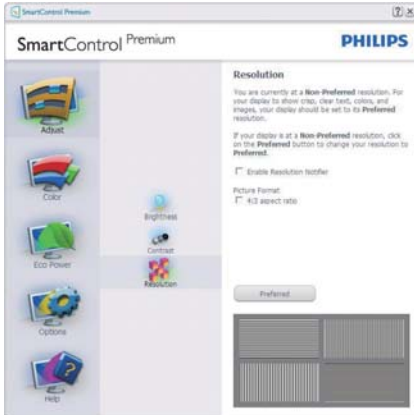 SmartControl Premium
SmartControl Premium
PHILIPS
Adjust
Color
Eco Power
Options
Help
Brightness
Contrast
Resolution
Resolution
You are currently at a Non-Preferred resolution. For
your display to show crisp, clear text, colors, and
images, your display should be set to its Preferred
resolution.
If your display is at a Non-Preferred resolution, click
on the Preferred button to change your resolution to
Preferred.
Enable Resolution Notifier
Picture Format
4:3 aspect ratio
Preferred